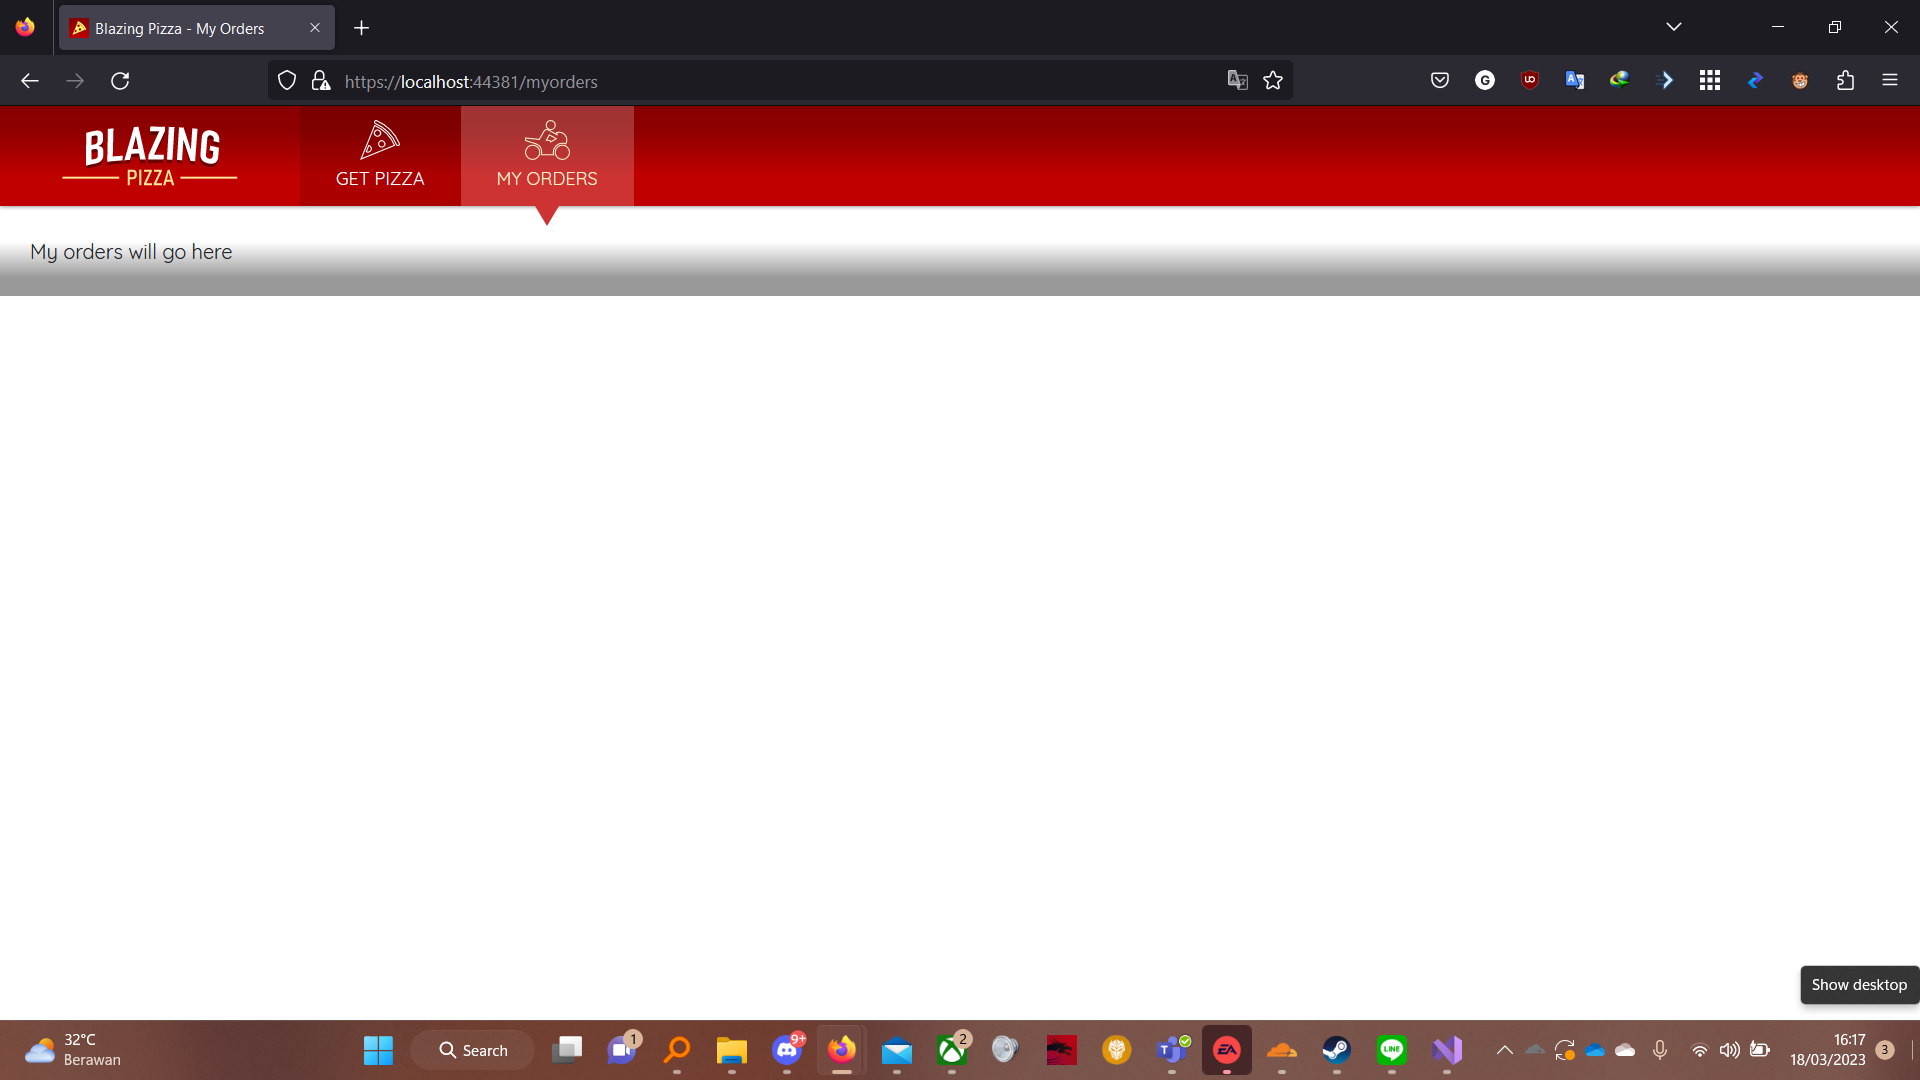 Blazing Pizza - My Orders
https://localhost:44381/myorders
BLAZING
PIZZA
GET PIZZA
MY ORDERS
My orders will go here
Show desktop
32°C
Berawan
Search
1
9+
2
16:17
18/03/2023
3